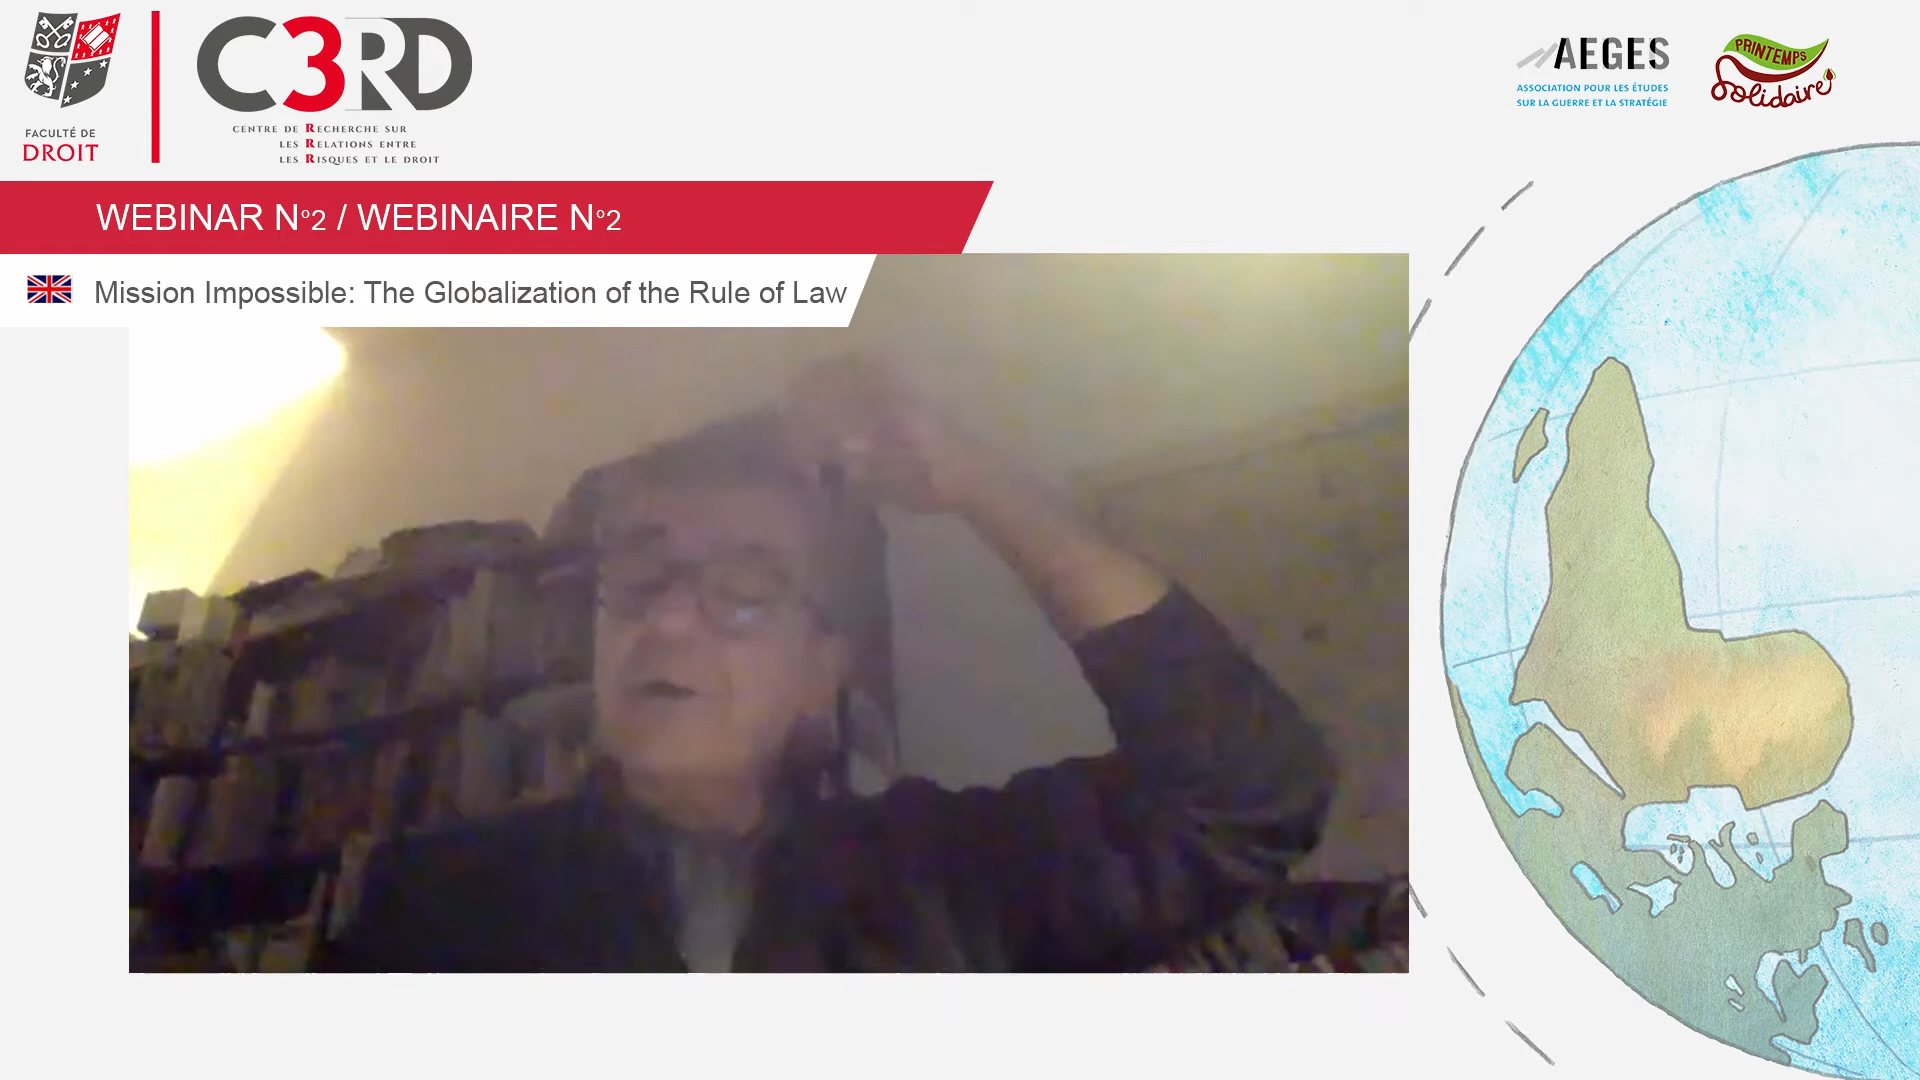 FACULTÉ DE
DROIT
C3RD
CENTRE DE RECHERCHE SUR
LES RELATIONS ENTRE
LES RISQUES ET LE DROIT
AEGES
ASSOCIATION POUR LES ÉTUDES
SUR LA GUERRE ET LA STRATÉGIE
PRINTEMPS
Solidaire
WEBINAR N°2 / WEBINAIRE N°2
Mission Impossible: The Globalization of the Rule of Law